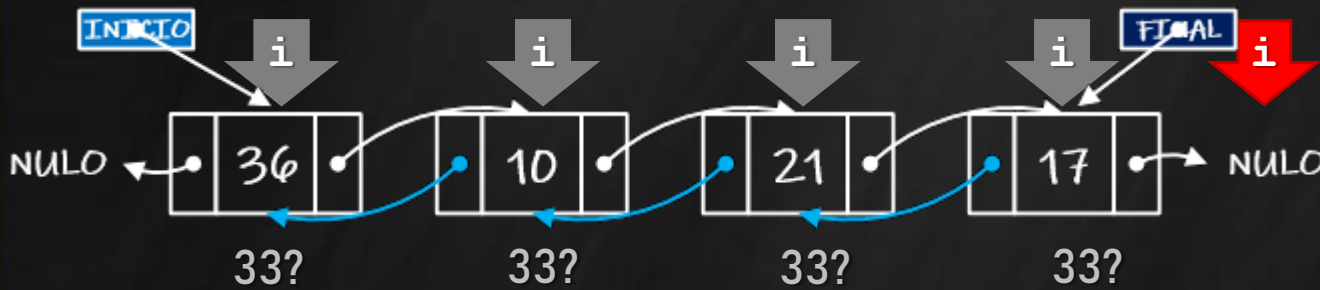 INICIO i i i i FINAL i
NULO 36 10 21 17 NULO
33? 33? 33? 33?